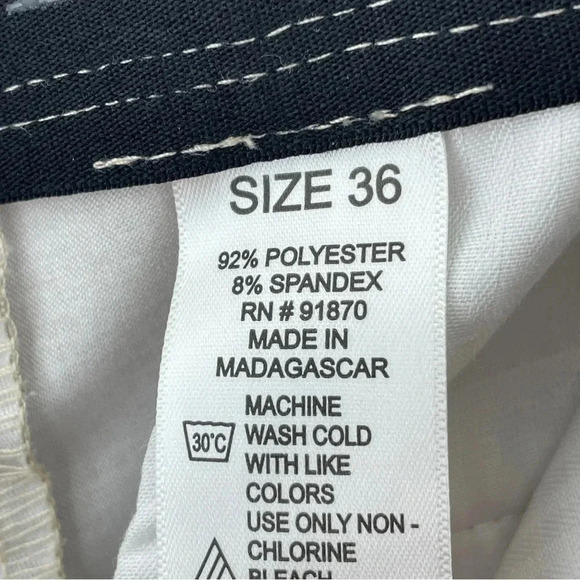 SIZE 36
92% POLYESTER
8% SPANDEX
RN # 91870
MADE IN
MADAGASCAR
MACHINE
30°C WASH COLD
WITH LIKE
COLORS
USE ONLY NON -
CHLORINE
BLEACH